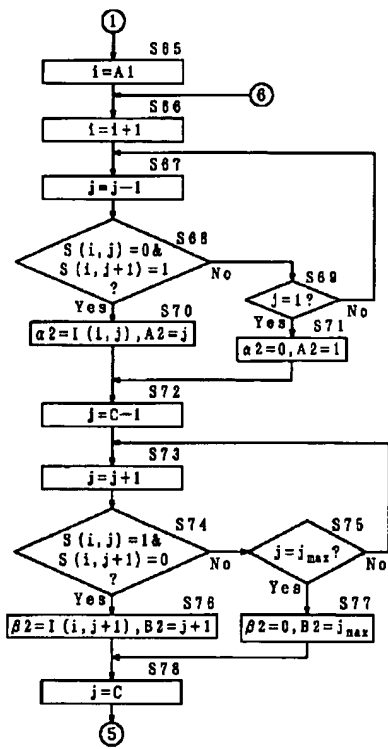 1
S65
i=A1
6
S66
i=i+1
S67
j=j-1
S68
S(i,j)=0&
S(i,j+1)=1
?
No
Yes
S69
j=1?
No
Yes
S70
α2=I(i,j),A2=j
S71
α2=0,A2=1
S72
j=C-1
S73
j=j+1
S74
S(i,j)=1&
S(i,j+1)=0
?
No
Yes
S75
j=jmax?
No
Yes
S76
β2=I(i,j+1),B2=j+1
S77
β2=0,B2=jmax
S78
j=C
5